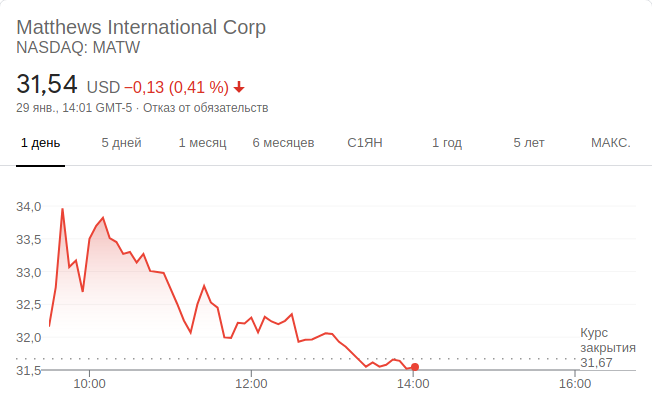 Matthews International Corp
NASDAQ: MATW
31,54 USD −0,13 (0,41 %)
29 янв., 14:01 GMT-5 · Отказ от обязательств
1 день 5 дней 1 месяц 6 месяцев С1ЯН 1 год 5 лет МАКС.
34,0
33,5
33,0
32,5
32,0
31,5
Курс
закрытия
31,67
10:00 12:00 14:00 16:00